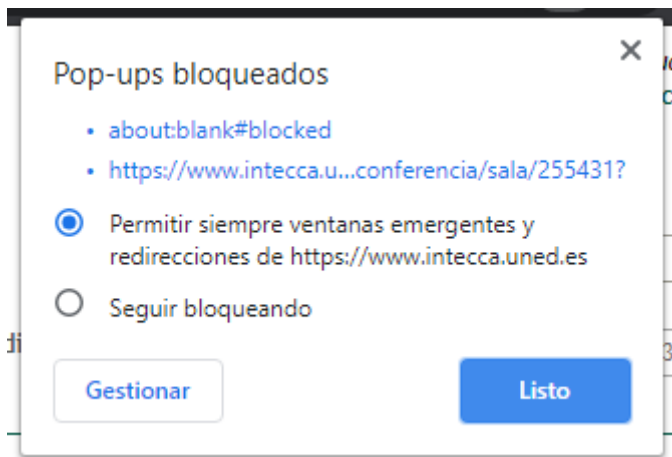 Pop-ups bloqueados
about:blank#blocked
https://www.intecca.u...conferencia/sala/255431?
Permitir siempre ventanas emergentes y
redirecciones de https://www.intecca.uned.es
Seguir bloqueando
Gestionar
Listo